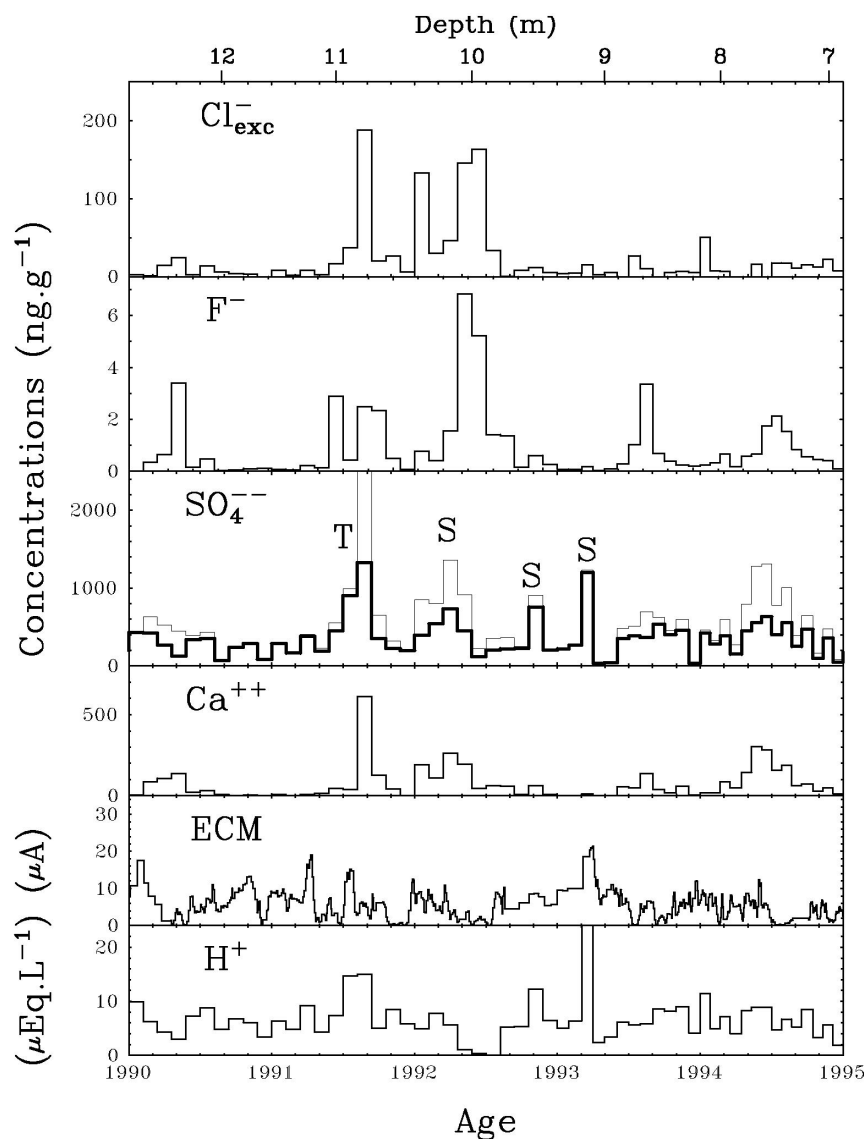 Depth (m)
12 11 10 9 8 7
Cl⁻exc
200
100
0
F⁻
6
4
2
0
SO₄⁻⁻
2000
1000
0
T S S S
Ca⁺⁺
500
0
ECM
30
20
10
0
H⁺
20
10
0
1990 1991 1992 1993 1994 1995
Age
Concentrations (ng.g⁻¹)
(μEq.L⁻¹) (μA)